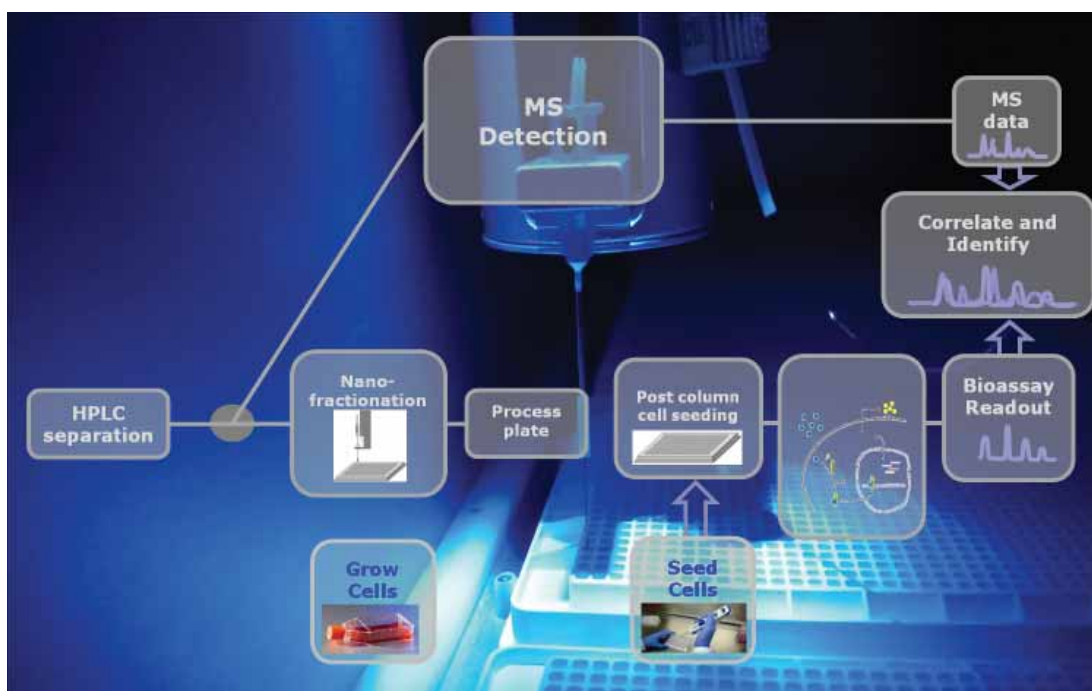 MS
Detection
MS
data
Correlate and
Identify
HPLC
separation
Nano-
fractionation
Process
plate
Post column
cell seeding
Bioassay
Readout
Grow
Cells
Seed
Cells